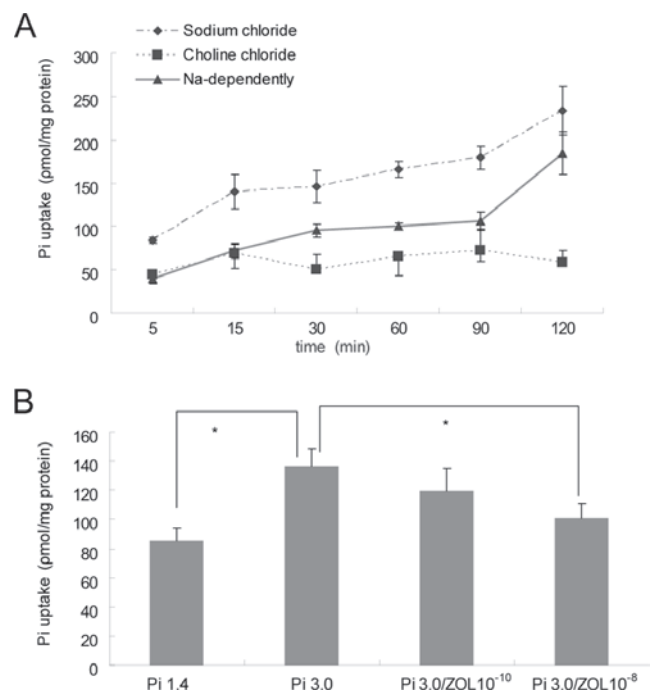 A
Sodium chloride
Choline chloride
Na-dependently
Pi uptake (pmol/mg protein)
300
250
200
150
100
50
0
5 15 30 60 90 120
time (min)
B
Pi uptake (pmol/mg protein)
160
140
120
100
80
60
40
20
0
* *
Pi 1.4 Pi 3.0 Pi 3.0/ZOL10⁻¹⁰ Pi 3.0/ZOL10⁻⁸